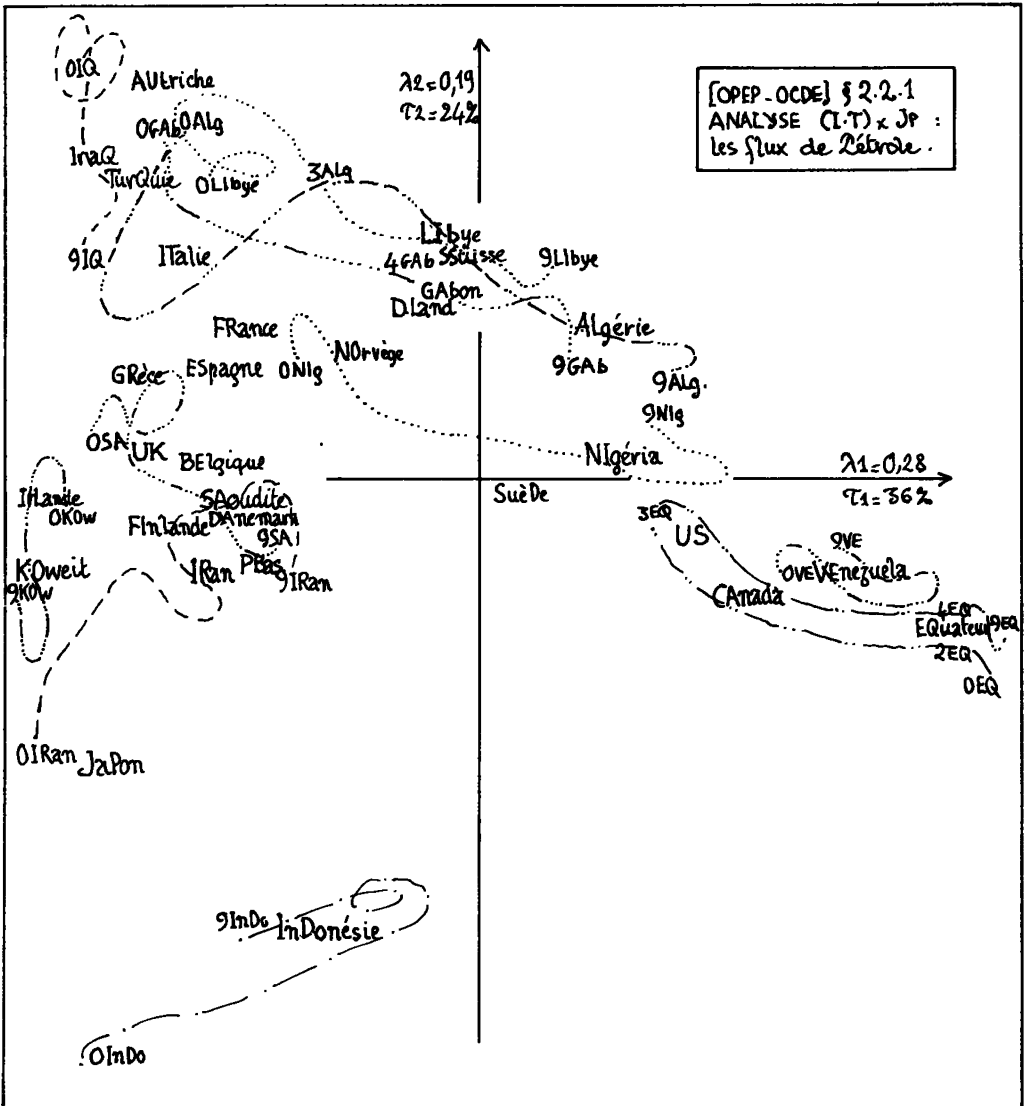 0IQ
AUtriche
λ2=0,19
τ2=24%
[OPEP-OCDE] § 2.2.1
ANALYSE (I.T) x Jp :
les flux de Pétrole.
0GAb 0Alg
IraQ
TurQuie
0LIbye
3Alg
9IQ
ITalie
LIbye
4GAb SSuisse
9LIbye
GAbon
D.land
FRance
NOrvège
ALgérie
GRèce
ESpagne
0NIg
9GAb
9Alg.
9NIg
0SA UK
BElgique
NIgéria
λ1=0,28
τ1=36%
SuèDe
IRlande
0KOw
SAoudite
FInlande
DAnemark
9SA
3EQ
US
9VE
KOweit
9KOw
IRan
PBas
9IRan
0VE VEnezuela
CAnada
4EQ
EQuateur 9EQ
2EQ
0EQ
0IRan JaPon
9InDo InDonésie
0InDo